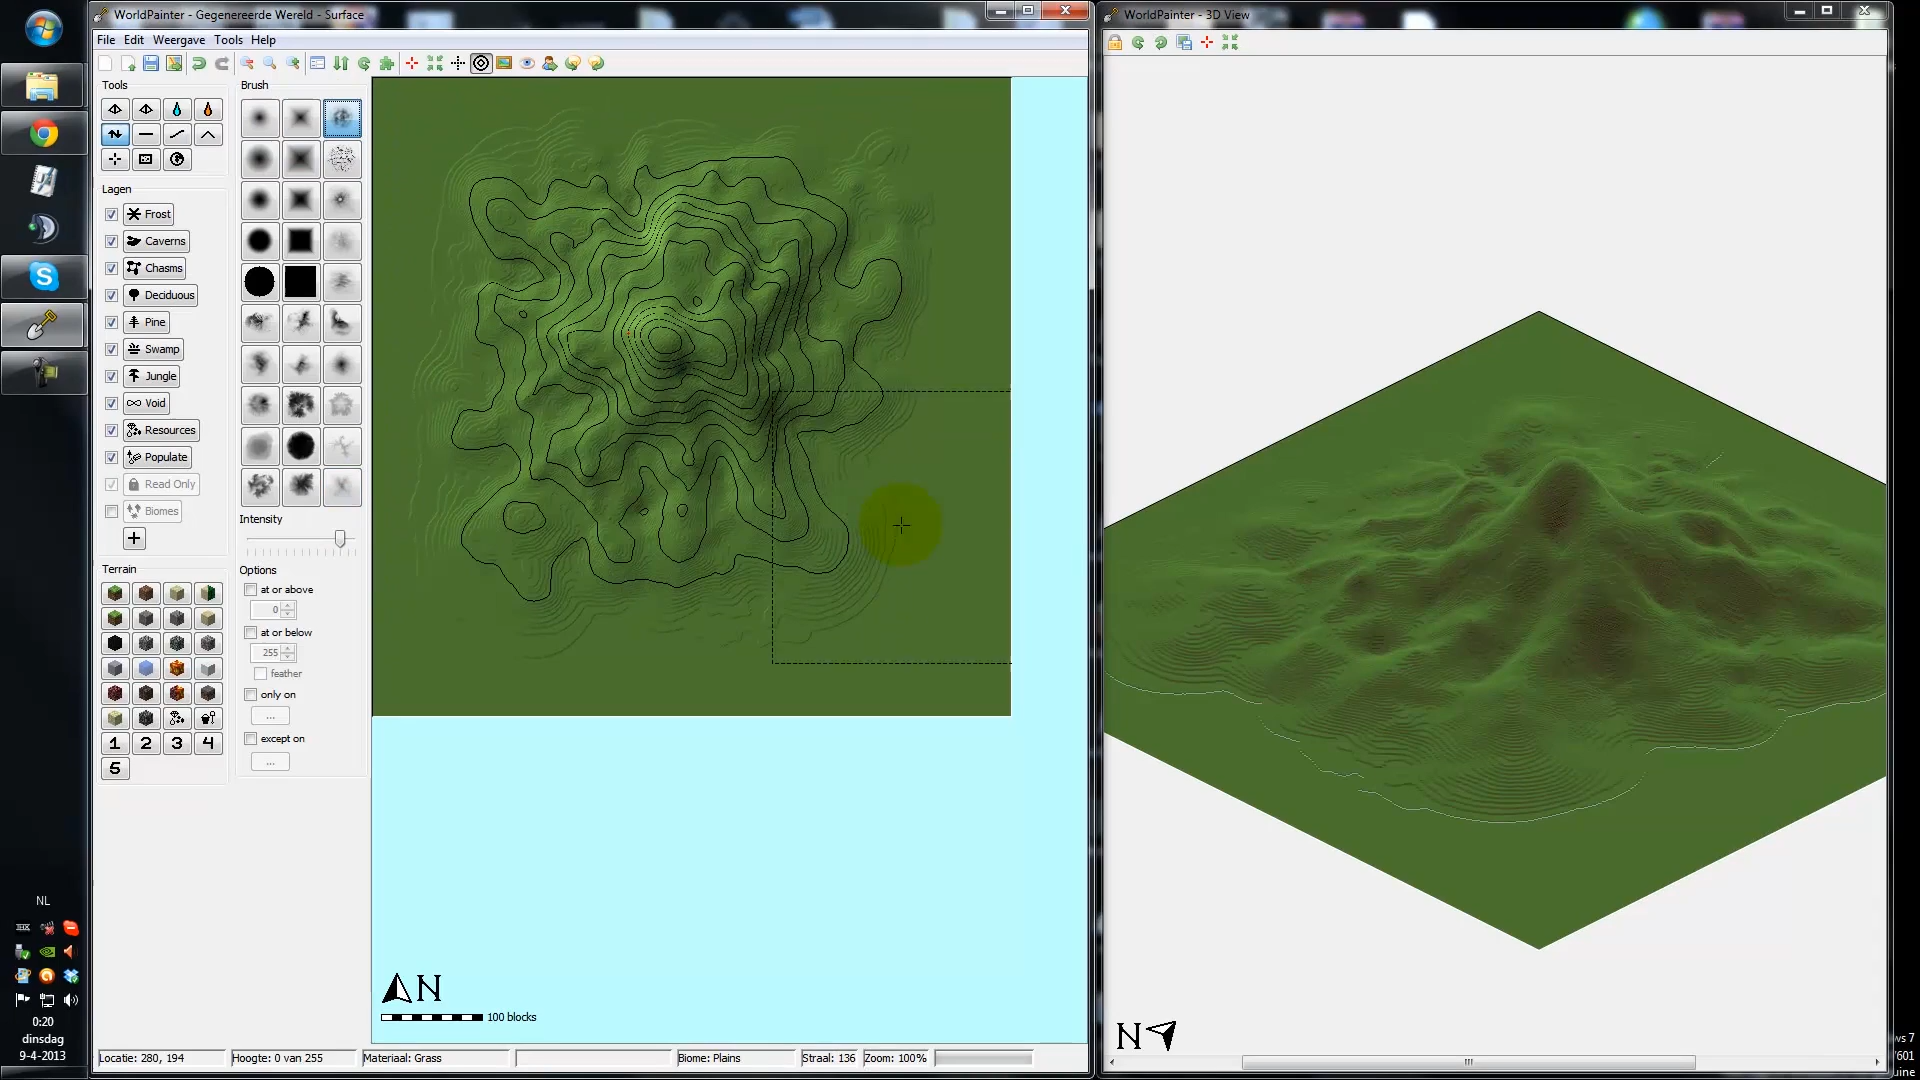 WorldPainter - Gegenereerde Wereld - Surface
File Edit Weergave Tools Help
Tools
Lagen
Frost
Caverns
Chasms
Deciduous
Pine
Swamp
Jungle
Void
Resources
Populate
Read Only
Biomes
Terrain
1 2 3 4
5
Brush
Intensity
Options
at or above
0
at or below
255
feather
only on
...
except on
...
N
100 blocks
Locatie: 280, 194
Hoogte: 0 van 255
Materiaal: Grass
Biome: Plains
Straal: 136
Zoom: 100%
WorldPainter - 3D View
N
NL
0:20
dinsdag
9-4-2013